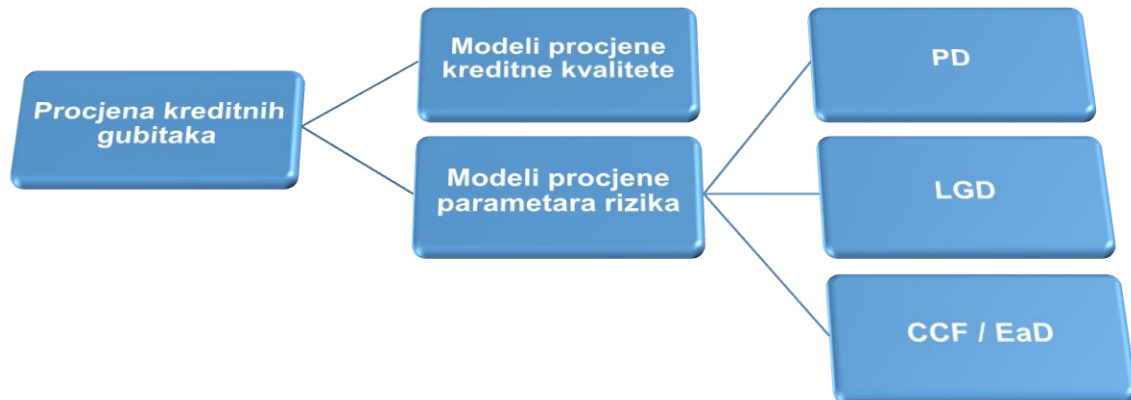 Procjena kreditnih
gubitaka
Modeli procjene
kreditne kvalitete
Modeli procjene
parametara rizika
PD
LGD
CCF / EaD